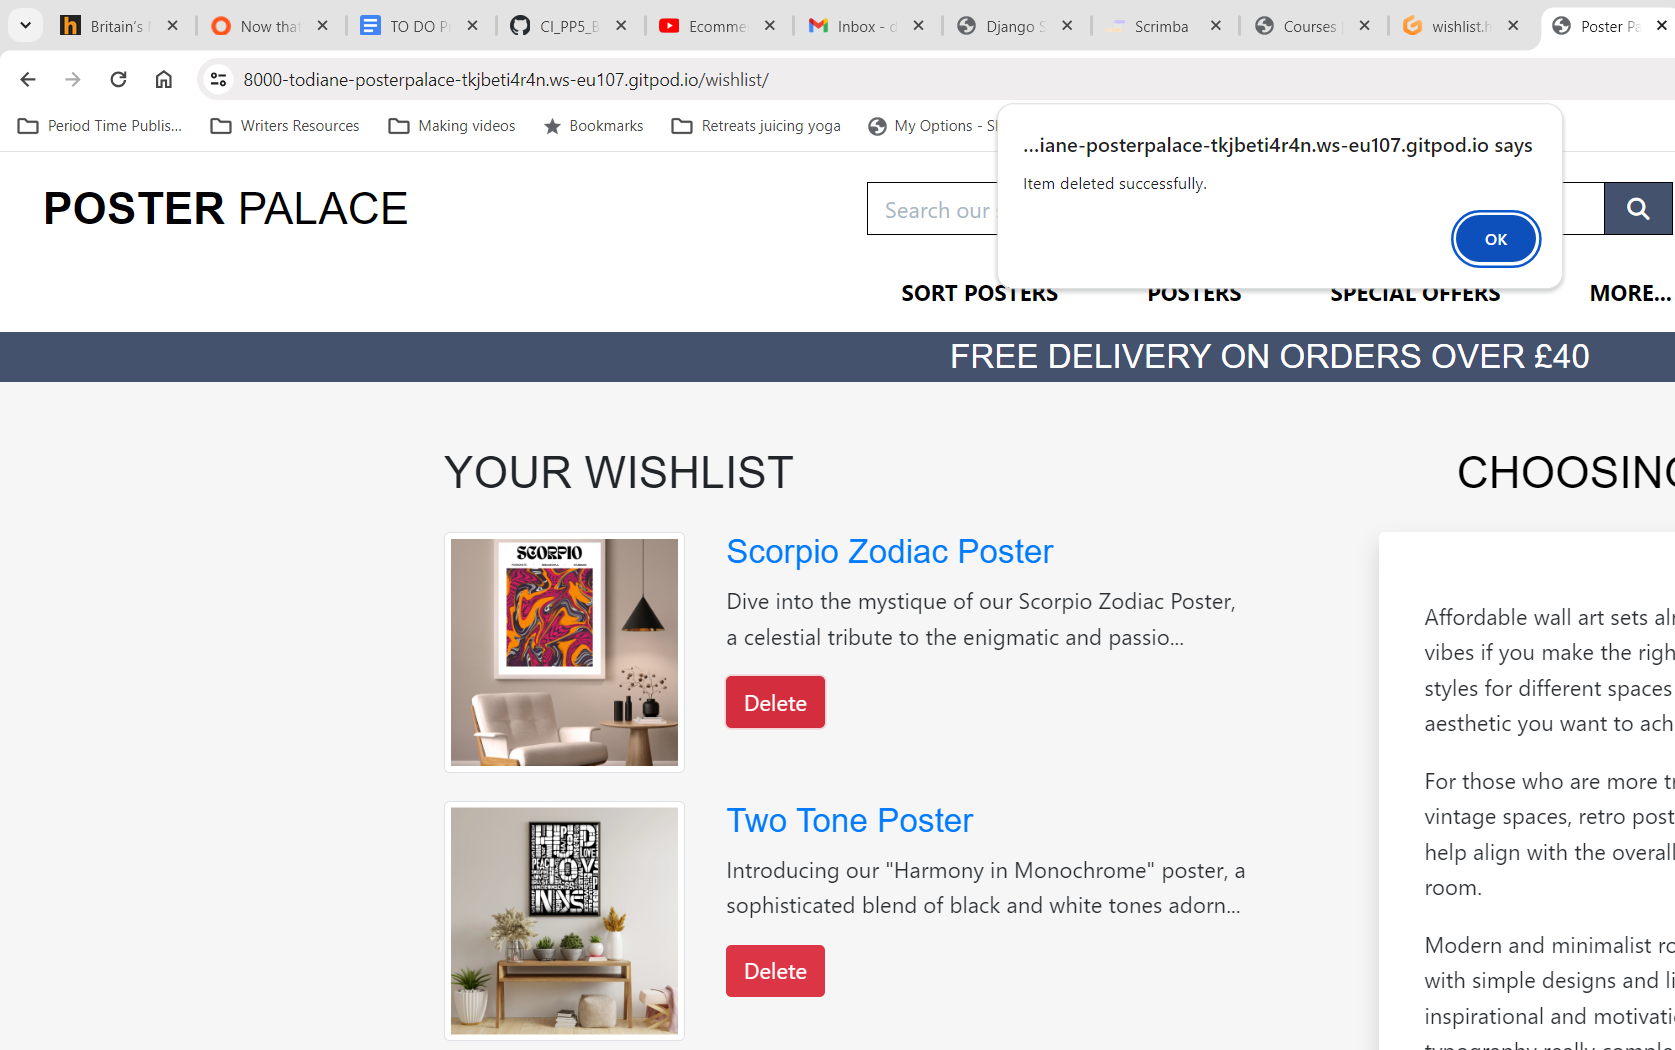 Britain's
Now that
TO DO P
CI_PP5_B
Ecomme
Inbox - d
Django S
Scrimba
Courses
wishlist.h
Poster Pa
8000-todiane-posterpalace-tkjbeti4r4n.ws-eu107.gitpod.io/wishlist/
Period Time Publis...
Writers Resources
Making videos
Bookmarks
Retreats juicing yoga
My Options - S
...iane-posterpalace-tkjbeti4r4n.ws-eu107.gitpod.io says
Item deleted successfully.
OK
POSTER PALACE
Search our
SORT POSTERS
POSTERS
SPECIAL OFFERS
MORE...
FREE DELIVERY ON ORDERS OVER £40
YOUR WISHLIST
SCORPIO
Scorpio Zodiac Poster
Dive into the mystique of our Scorpio Zodiac Poster,
a celestial tribute to the enigmatic and passio...
Delete
Two Tone Poster
Introducing our "Harmony in Monochrome" poster, a
sophisticated blend of black and white tones adorn...
Delete
CHOOSING
Affordable wall art sets al
vibes if you make the righ
styles for different spaces
aesthetic you want to ach
For those who are more tr
vintage spaces, retro post
help align with the overall
room.
Modern and minimalist ro
with simple designs and li
inspirational and motivati
typography really comple